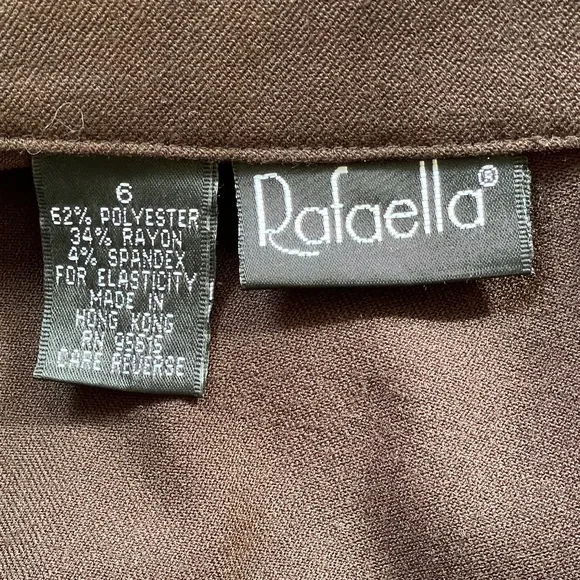 6
62% POLYESTER
34% RAYON
4% SPANDEX
FOR ELASTICITY
MADE IN
HONG KONG
RN 95515
CARE REVERSE
Rafaella®